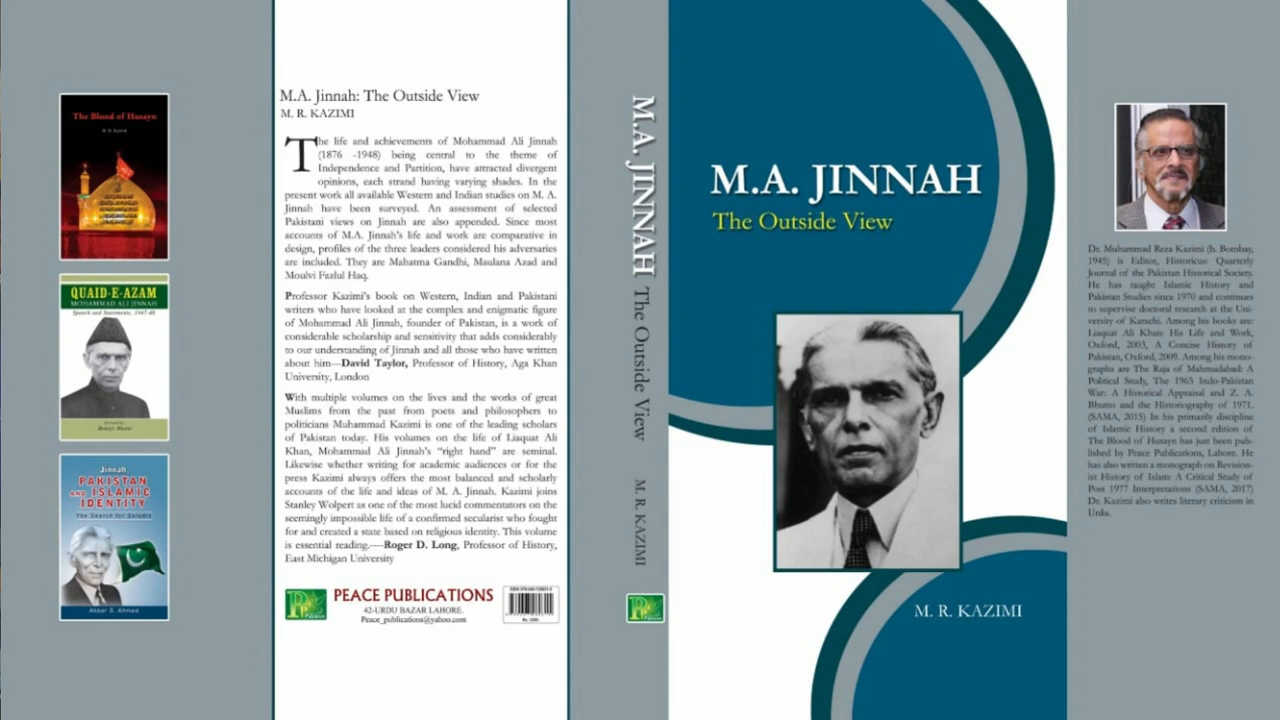 The Blood of Husayn
QUAID-E-AZAM
MOHAMMAD ALI JINNAH
Speech and Statements, 1947-48
Jinnah,
PAKISTAN
AND ISLAMIC
IDENTITY
The Search for Saladin
Akbar S. Ahmed
M.A. Jinnah: The Outside View
M. R. KAZIMI
The life and achievements of Mohammad Ali Jinnah
(1876 -1948) being central to the theme of
Independence and Partition, have attracted divergent
opinions, each strand having varying shades. In the
present work all available Western and Indian studies on M. A.
Jinnah have been surveyed. An assessment of selected
Pakistani views on Jinnah are also appended. Since most
accounts of M.A. Jinnah's life and work are comparative in
design, profiles of the three leaders considered his adversaries
are included. They are Mahatma Gandhi, Maulana Azad and
Moulvi Fazlul Haq.
Professor Kazimi's book on Western, Indian and Pakistani
writers who have looked at the complex and enigmatic figure
of Mohammad Ali Jinnah, founder of Pakistan, is a work of
considerable scholarship and sensitivity that adds considerably
to our understanding of Jinnah and all those who have written
about him—David Taylor, Professor of History, Aga Khan
University, London
With multiple volumes on the lives and the works of great
Muslims from the past from poets and philosophers to
politicians Muhammad Kazimi is one of the leading scholars
of Pakistan today. His volumes on the life of Liaquat Ali
Khan, Mohammad Ali Jinnah's "right hand" are seminal.
Likewise whether writing for academic audiences or for the
press Kazimi always offers the most balanced and scholarly
accounts of the life and ideas of M. A. Jinnah. Kazimi joins
Stanley Wolpert as one of the most lucid commentators on the
seemingly impossible life of a confirmed secularist who fought
for and created a state based on religious identity. This volume
is essential reading.----Roger D. Long, Professor of History,
East Michigan University
PEACE PUBLICATIONS
42-URDU BAZAR LAHORE.
Peace_publications@yahoo.com
M.A. JINNAH The Outside View M. R. KAZIMI
M.A. JINNAH
The Outside View
M. R. KAZIMI
Dr. Muhammad Reza Kazimi (b. Bombay,
1945) is Editor, Historicus: Quarterly
Journal of the Pakistan Historical Society.
He has taught Islamic History and
Pakistan Studies since 1970 and continues
to supervise doctoral research at the Uni-
versity of Karachi. Among his books are:
Liaquat Ali Khan: His Life and Work,
Oxford, 2003, A Concise History of
Pakistan, Oxford, 2009. Among his mono-
graphs are The Raja of Mahmudabad: A
Political Study, The 1965 Indo-Pakistan
War: A Historical Appraisal and Z. A.
Bhutto and the Historiography of 1971.
(SAMA, 2015) In his primarily discipline
of Islamic History a second edition of
The Blood of Husayn has just been pub-
lished by Peace Publications, Lahore. He
has also written a monograph on Revision-
ist History of Islam: A Critical Study of
Post 1977 Interpretations (SAMA, 2017)
Dr. Kazimi also writes literary criticism in
Urdu.